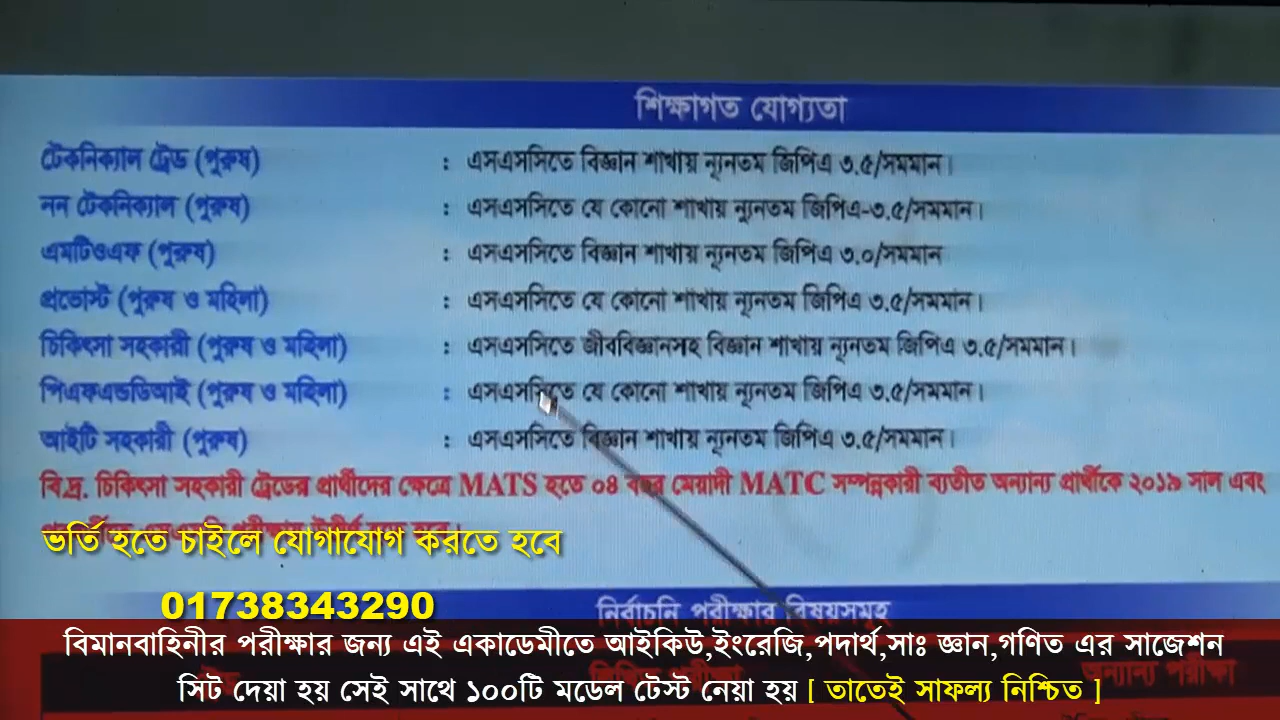 শিক্ষাগত যোগ্যতা
টেকনিক্যাল ট্রেড (পুরুষ) : এসএসসিতে বিজ্ঞান শাখায় ন্যূনতম জিপিএ ৩.৫/সমমান।
নন টেকনিক্যাল (পুরুষ) : এসএসসিতে যে কোনো শাখায় ন্যূনতম জিপিএ-৩.৫/সমমান।
এমটিওএফ (পুরুষ) : এসএসসিতে বিজ্ঞান শাখায় ন্যূনতম জিপিএ ৩.০/সমমান
প্রভোস্ট (পুরুষ ও মহিলা) : এসএসসিতে যে কোনো শাখায় ন্যূনতম জিপিএ ৩.৫/সমমান।
চিকিৎসা সহকারী (পুরুষ ও মহিলা) : এসএসসিতে জীববিজ্ঞানসহ বিজ্ঞান শাখায় ন্যূনতম জিপিএ ৩.৫/সমমান।
পিএফএন্ডডিআই (পুরুষ ও মহিলা) : এসএসসিতে যে কোনো শাখায় ন্যূনতম জিপিএ ৩.৫/সমমান।
আইটি সহকারী (পুরুষ) : এসএসসিতে বিজ্ঞান শাখায় ন্যূনতম জিপিএ ৩.৫/সমমান।
বি.দ্র. চিকিৎসা সহকারী ট্রেডের প্রার্থীদের ক্ষেত্রে MATS হতে ০৪ বছর মেয়াদী MATC সম্পন্নকারী ব্যতীত অন্যান্য প্রার্থীকে ২০১৯ সাল এবং
ভর্তি হতে চাইলে যোগাযোগ করতে হবে
01738343290
নির্বাচনি পরীক্ষার বিষয়সমূহ
বিমানবাহিনীর পরীক্ষার জন্য এই একাডেমীতে আইকিউ,ইংরেজি,পদার্থ,সাঃ জ্ঞান,গণিত এর সাজেশন
সিট দেয়া হয় সেই সাথে ১০০টি মডেল টেস্ট নেয়া হয় [ তাতেই সাফল্য নিশ্চিত ]
অন্যান্য পরীক্ষা